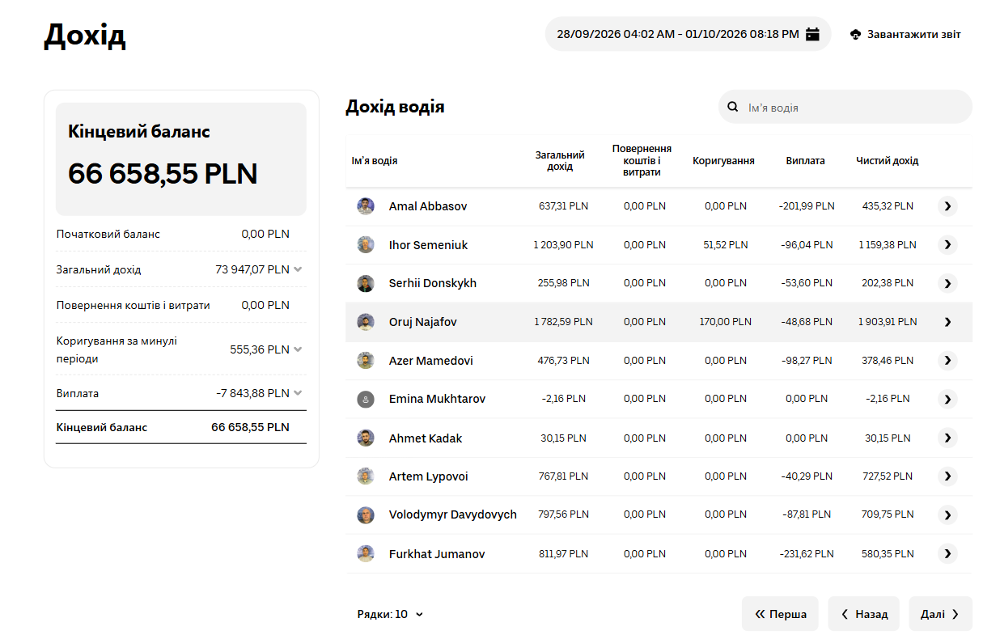 Дохід
28/09/2026 04:02 AM - 01/10/2026 08:18 PM
Завантажити звіт
Кінцевий баланс
66 658,55 PLN
Початковий баланс 0,00 PLN
Загальний дохід 73 947,07 PLN
Повернення коштів і витрати 0,00 PLN
Коригування за минулі
періоди
555,36 PLN
Виплата -7 843,88 PLN
Кінцевий баланс 66 658,55 PLN
Дохід водія
Ім'я водія
Ім'я водія
Загальний
дохід
Повернення
коштів і
витрати
Коригування
Виплата
Чистий дохід
Amal Abbasov 637,31 PLN 0,00 PLN 0,00 PLN -201,99 PLN 435,32 PLN
Ihor Semeniuk 1 203,90 PLN 0,00 PLN 51,52 PLN -96,04 PLN 1 159,38 PLN
Serhii Donskykh 255,98 PLN 0,00 PLN 0,00 PLN -53,60 PLN 202,38 PLN
Oruj Najafov 1 782,59 PLN 0,00 PLN 170,00 PLN -48,68 PLN 1 903,91 PLN
Azer Mamedovi 476,73 PLN 0,00 PLN 0,00 PLN -98,27 PLN 378,46 PLN
Emina Mukhtarov -2,16 PLN 0,00 PLN 0,00 PLN 0,00 PLN -2,16 PLN
Ahmet Kadak 30,15 PLN 0,00 PLN 0,00 PLN 0,00 PLN 30,15 PLN
Artem Lypovoi 767,81 PLN 0,00 PLN 0,00 PLN -40,29 PLN 727,52 PLN
Volodymyr Davydovych 797,56 PLN 0,00 PLN 0,00 PLN -87,81 PLN 709,75 PLN
Furkhat Jumanov 811,97 PLN 0,00 PLN 0,00 PLN -231,62 PLN 580,35 PLN
Рядки: 10
Перша
Назад
Далі